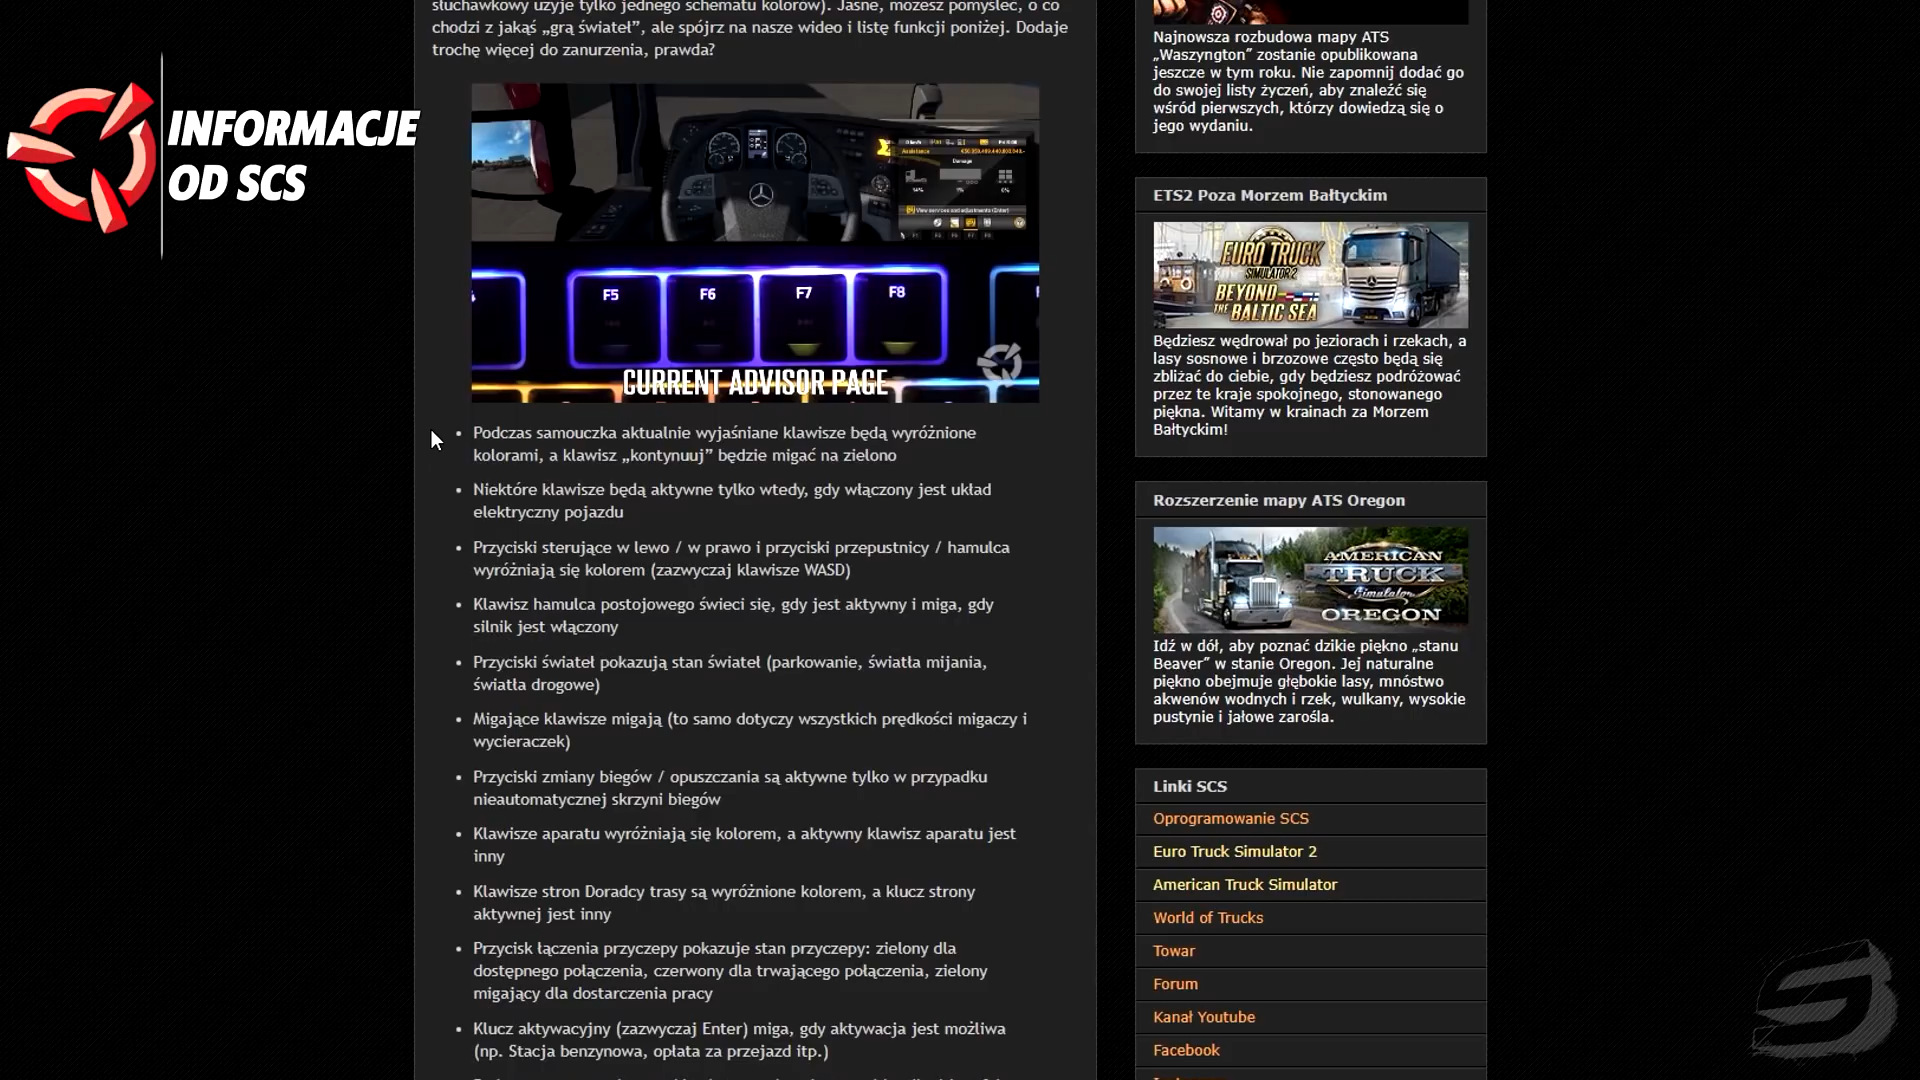 słuchawkowy użyje tylko jednego schematu kolorów). Jasne, możesz pomyśleć, o co
chodzi z jakąś „grą świateł”, ale spójrz na nasze wideo i listę funkcji poniżej. Dodaje
trochę więcej do zanurzenia, prawda?
INFORMACJE
OD SCS
Assistance
Damage
14%
1%
0%
View services and adjustments (Enter)
F5
F6
F7
F8
CURRENT ADVISOR PAGE
• Podczas samouczka aktualnie wyjaśniane klawisze będą wyróżnione
kolorami, a klawisz „kontynuuj” będzie migać na zielono
• Niektóre klawisze będą aktywne tylko wtedy, gdy włączony jest układ
elektryczny pojazdu
• Przyciski sterujące w lewo / w prawo i przyciski przepustnicy / hamulca
wyróżniają się kolorem (zazwyczaj klawisze WASD)
• Klawisz hamulca postojowego świeci się, gdy jest aktywny i miga, gdy
silnik jest włączony
• Przyciski świateł pokazują stan świateł (parkowanie, światła mijania,
światła drogowe)
• Migające klawisze migają (to samo dotyczy wszystkich prędkości migaczy i
wycieraczek)
• Przyciski zmiany biegów / opuszczania są aktywne tylko w przypadku
nieautomatycznej skrzyni biegów
• Klawisze aparatu wyróżniają się kolorem, a aktywny klawisz aparatu jest
inny
• Klawisze stron Doradcy trasy są wyróżnione kolorem, a klucz strony
aktywnej jest inny
• Przycisk łączenia przyczepy pokazuje stan przyczepy: zielony dla
dostępnego połączenia, czerwony dla trwającego połączenia, zielony
migający dla dostarczenia pracy
• Klucz aktywacyjny (zazwyczaj Enter) miga, gdy aktywacja jest możliwa
(np. Stacja benzynowa, opłata za przejazd itp.)
Najnowsza rozbudowa mapy ATS
„Waszyngton” zostanie opublikowana
jeszcze w tym roku. Nie zapomnij dodać go
do swojej listy życzeń, aby znaleźć się
wśród pierwszych, którzy dowiedzą się o
jego wydaniu.
ETS2 Poza Morzem Bałtyckim
EURO TRUCK
SIMULATOR 2
BEYOND
THE BALTIC SEA
Będziesz wędrował po jeziorach i rzekach, a
lasy sosnowe i brzozowe często będą się
zbliżać do ciebie, gdy będziesz podróżować
przez te kraje spokojnego, stonowanego
piękna. Witamy w krainach za Morzem
Bałtyckim!
Rozszerzenie mapy ATS Oregon
AMERICAN
TRUCK
Simulator
OREGON
Idź w dół, aby poznać dzikie piękno „stanu
Beaver” w stanie Oregon. Jej naturalne
piękno obejmuje głębokie lasy, mnóstwo
akwenów wodnych i rzek, wulkany, wysokie
pustynie i jałowe zarośla.
Linki SCS
Oprogramowanie SCS
Euro Truck Simulator 2
American Truck Simulator
World of Trucks
Towar
Forum
Kanał Youtube
Facebook